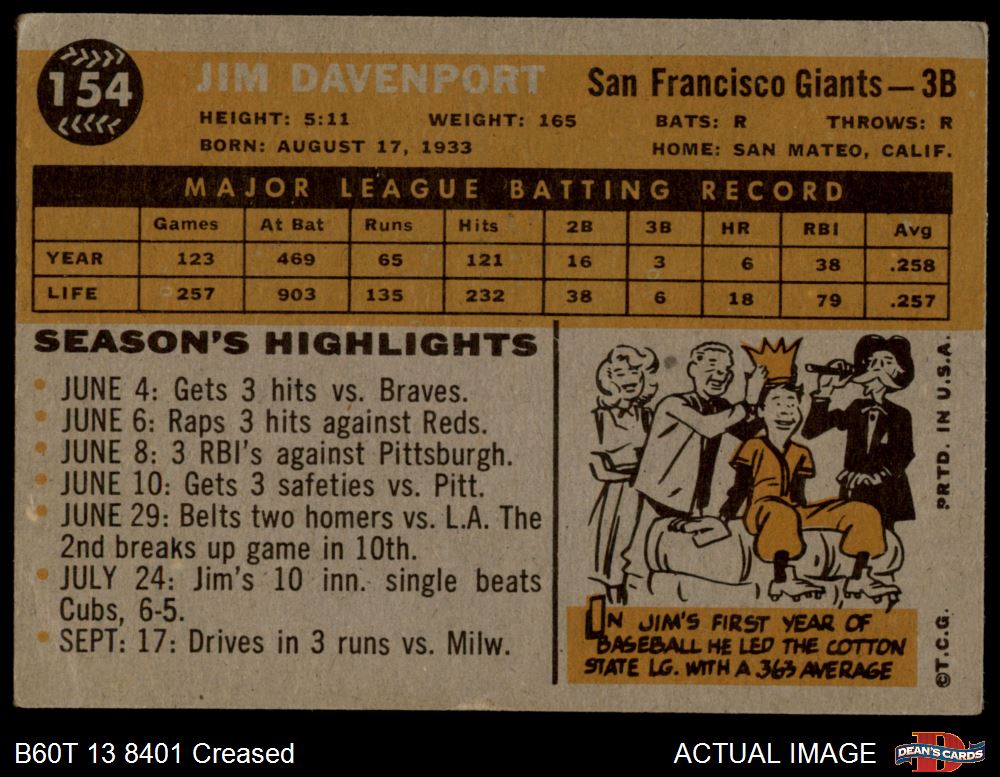 154
JIM DAVENPORT
San Francisco Giants — 3B
HEIGHT: 5:11 WEIGHT: 165 BATS: R THROWS: R
BORN: AUGUST 17, 1933 HOME: SAN MATEO, CALIF.
MAJOR LEAGUE BATTING RECORD
Games At Bat Runs Hits 2B 3B HR RBI Avg
YEAR 123 469 65 121 16 3 6 38 .258
LIFE 257 903 135 232 38 6 18 79 .257
SEASON'S HIGHLIGHTS
• JUNE 4: Gets 3 hits vs. Braves.
• JUNE 6: Raps 3 hits against Reds.
• JUNE 8: 3 RBI's against Pittsburgh.
• JUNE 10: Gets 3 safeties vs. Pitt.
• JUNE 29: Belts two homers vs. L.A. The
2nd breaks up game in 10th.
• JULY 24: Jim's 10 inn. single beats
Cubs, 6-5.
• SEPT: 17: Drives in 3 runs vs. Milw.
IN JIM'S FIRST YEAR OF
BASEBALL HE LED THE COTTON
STATE LG. WITH A .363 AVERAGE
©T.C.G. PRTD. IN U.S.A.
B60T 13 8401 Creased
ACTUAL IMAGE
DEAN'S CARDS